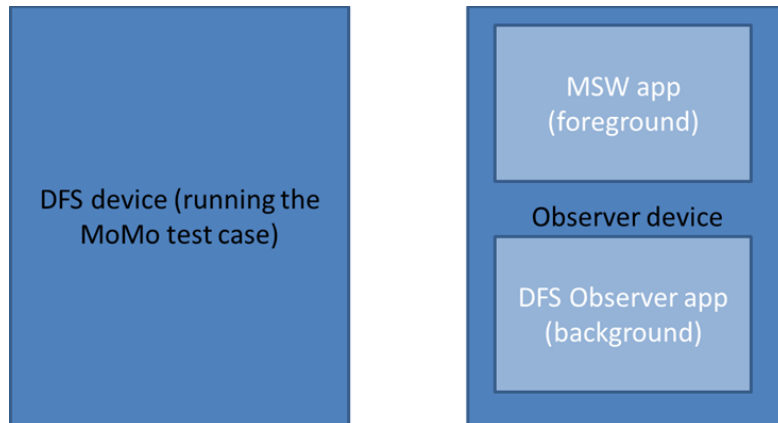 DFS device (running the
MoMo test case)
MSW app
(foreground)
Observer device
DFS Observer app
(background)